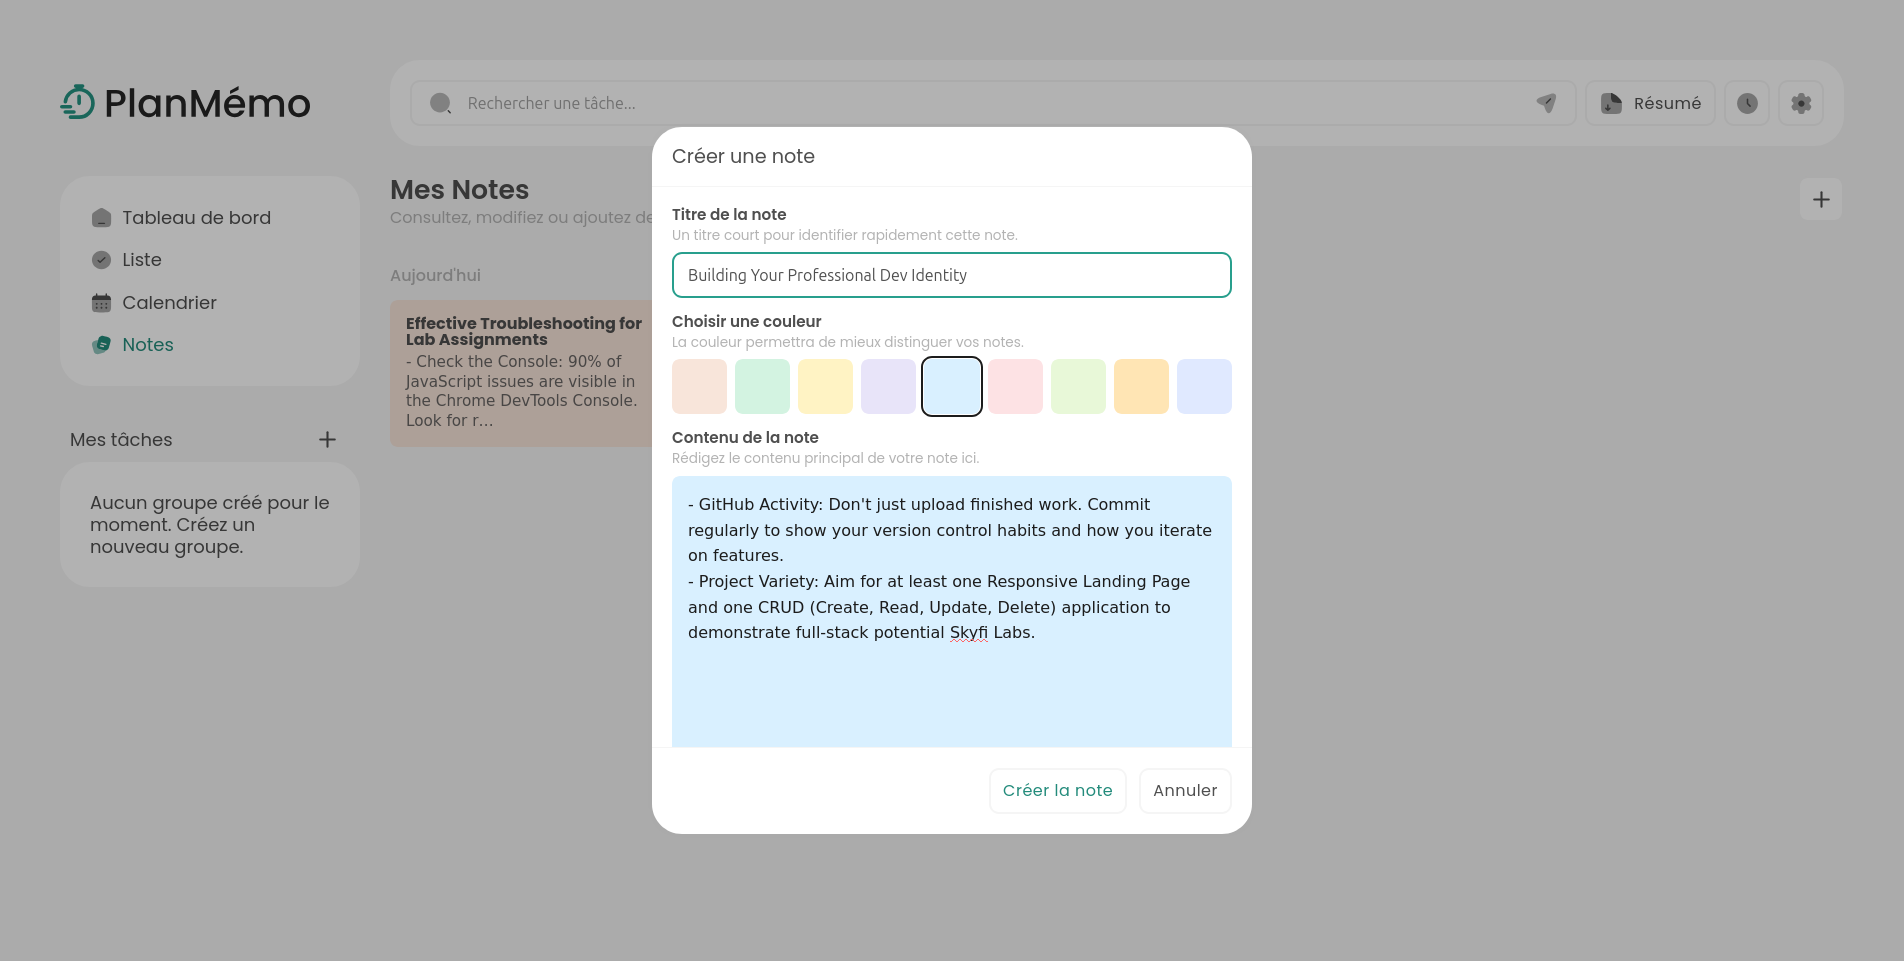 PlanMémo
Rechercher une tâche...
Résumé
Tableau de bord
Liste
Calendrier
Notes
Mes tâches
Aucun groupe créé pour le
moment. Créez un
nouveau groupe.
Mes Notes
Consultez, modifiez ou ajoutez
Aujourd'hui
Effective Troubleshooting for
Lab Assignments
- Check the Console: 90% of
JavaScript issues are visible in
the Chrome DevTools Console.
Look for r...
Créer une note
Titre de la note
Un titre court pour identifier rapidement cette note.
Building Your Professional Dev Identity
Choisir une couleur
La couleur permettra de mieux distinguer vos notes.
Contenu de la note
Rédigez le contenu principal de votre note ici.
- GitHub Activity: Don't just upload finished work. Commit
regularly to show your version control habits and how you iterate
on features.
- Project Variety: Aim for at least one Responsive Landing Page
and one CRUD (Create, Read, Update, Delete) application to
demonstrate full-stack potential Skyfi Labs.
Créer la note
Annuler